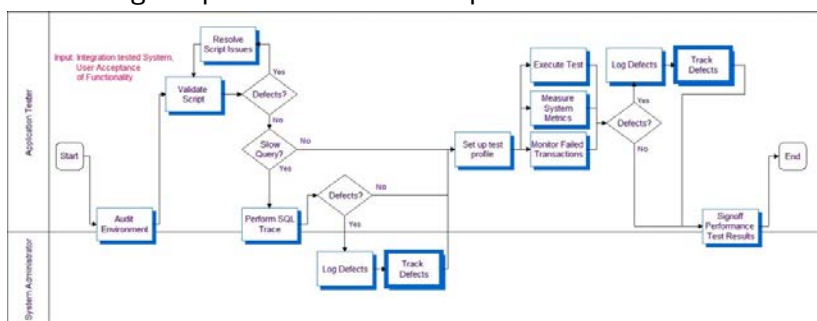 Application Tester
System Administrator
Input: Integration tested System,
User Acceptance
of Functionality
Start
Audit
Environment
Validate
Script
Resolve
Script Issues
Yes
Defects?
No
Slow
Query?
No
Yes
Perform SQL
Trace
Defects?
No
Yes
Log Defects
Track
Defects
Set up test
profile
Execute Test
Measure
System
Metrics
Monitor Failed
Transactions
Defects?
Yes
No
Log Defects
Track
Defects
Signoff
Performance
Test Results
End